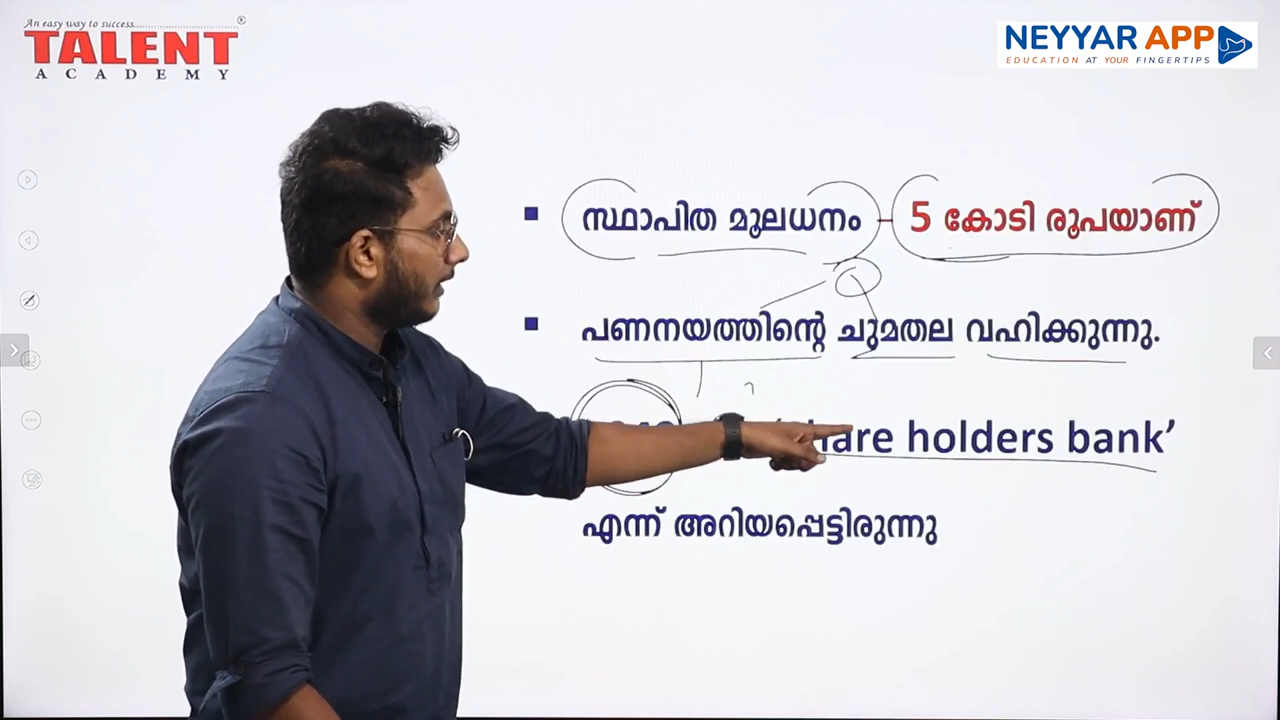 An easy way to success....................
TALENT
ACADEMY
NEYYAR APP
EDUCATION AT YOUR FINGERTIPS
സ്ഥാപിത മൂലധനം - 5 കോടി രൂപയാണ്
പണനയത്തിന്റെ ചുമതല വഹിക്കുന്നു.
holders bank’
എന്ന് അറിയപ്പെട്ടിരുന്നു